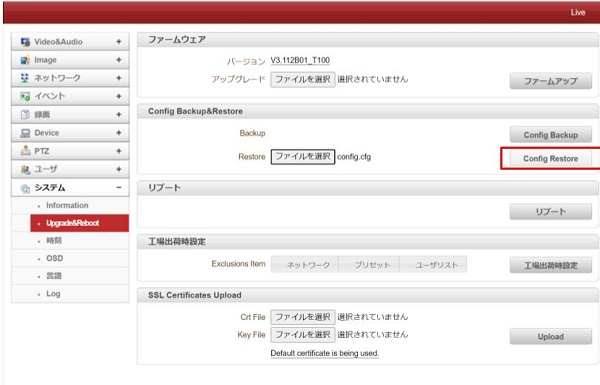 Live
Video&Audio +
Image +
ネットワーク +
イベント +
録画 +
Device +
PTZ +
ユーザ +
システム −
Information
Upgrade&Reboot
時刻
OSD
言語
Log
ファームウェア
バージョン V3.112B01_T100
アップグレード ファイルを選択 選択されていません ファームアップ
Config Backup&Restore
Backup Config Backup
Restore ファイルを選択 config.cfg Config Restore
リブート
リブート
工場出荷時設定
Exclusions Item ネットワーク プリセット ユーザリスト 工場出荷時設定
SSL Certificates Upload
Crt File ファイルを選択 選択されていません
Key File ファイルを選択 選択されていません Upload
Default certificate is being used.